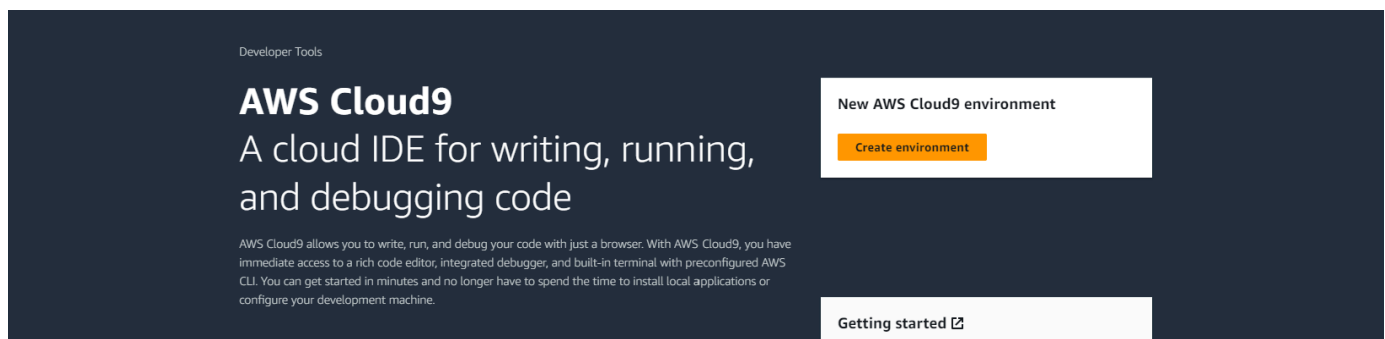 Developer Tools
AWS Cloud9
A cloud IDE for writing, running,
and debugging code
AWS Cloud9 allows you to write, run, and debug your code with just a browser. With AWS Cloud9, you have
immediate access to a rich code editor, integrated debugger, and built-in terminal with preconfigured AWS
CLI. You can get started in minutes and no longer have to spend the time to install local applications or
configure your development machine.
New AWS Cloud9 environment
Create environment
Getting started